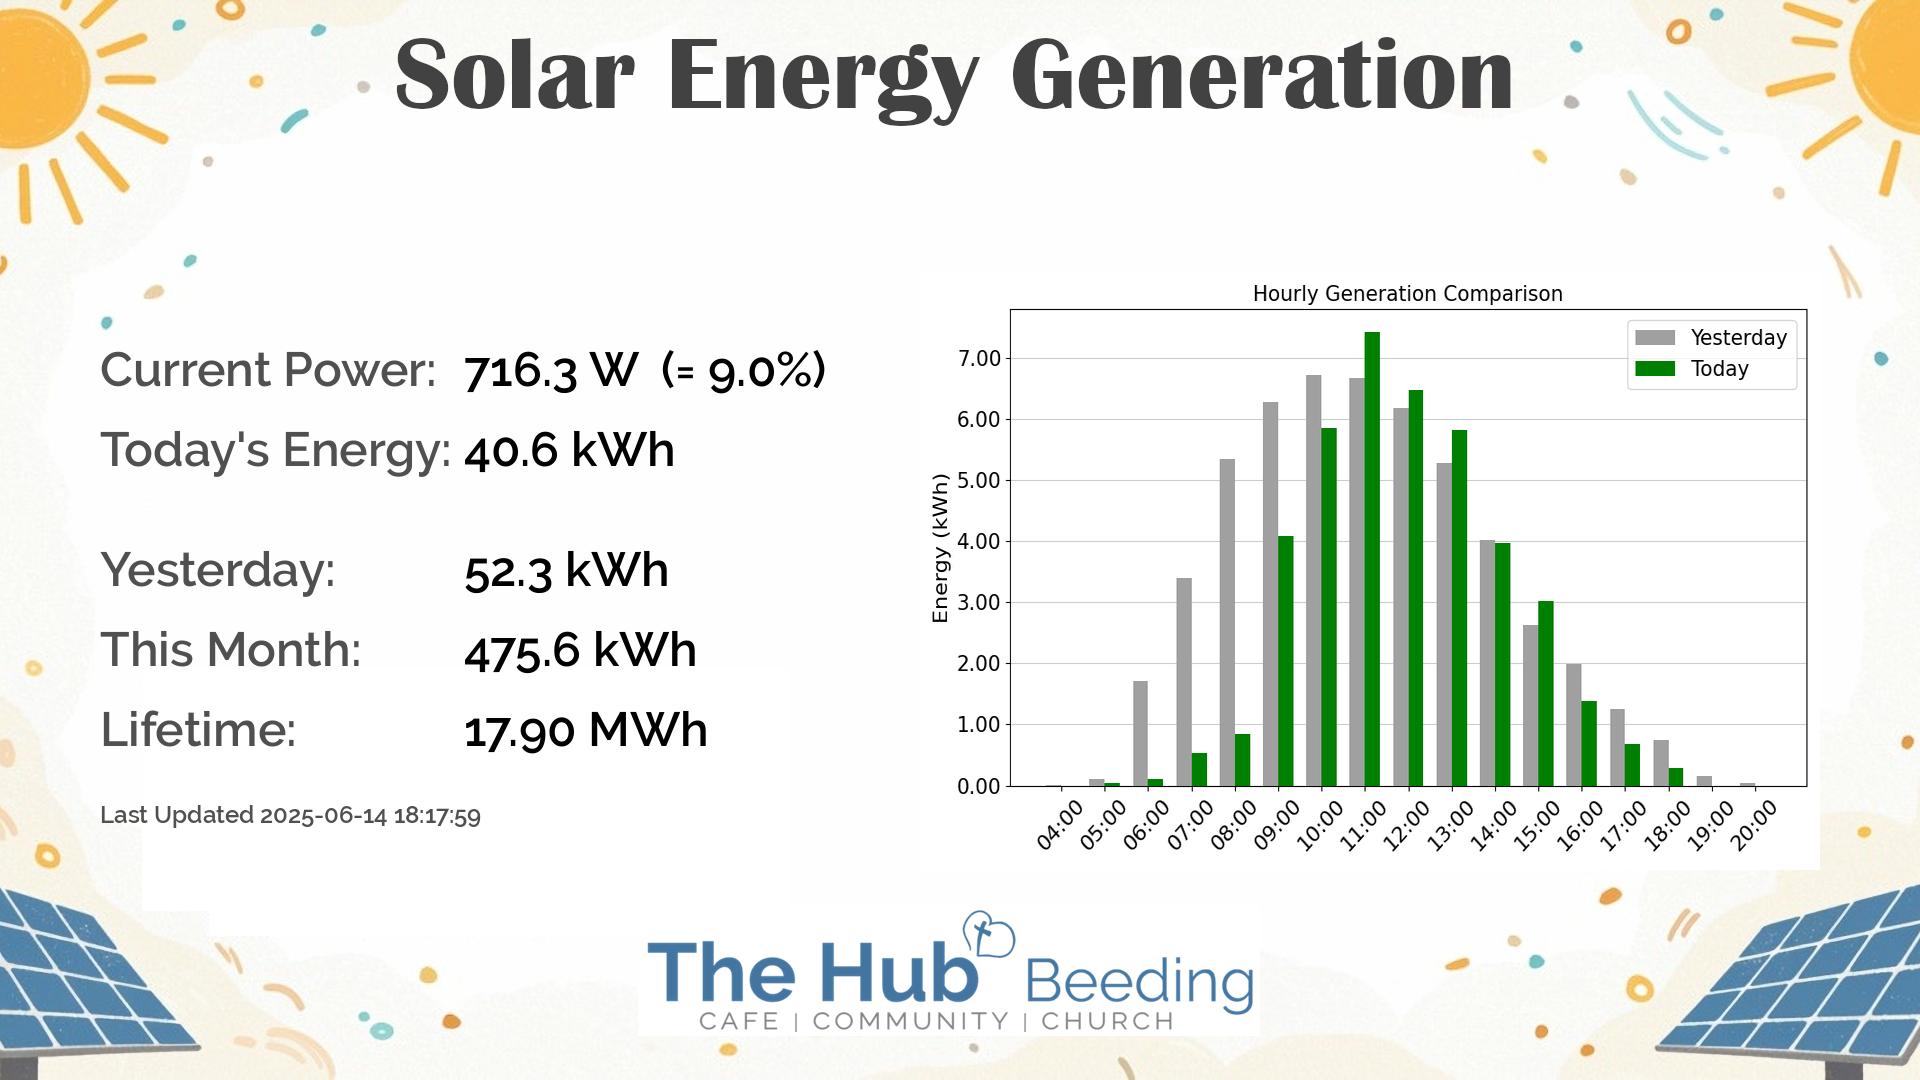 Solar Energy Generation
Current Power: 716.3 W (= 9.0%)
Today's Energy: 40.6 kWh
Yesterday: 52.3 kWh
This Month: 475.6 kWh
Lifetime: 17.90 MWh
Last Updated 2025-06-14 18:17:59
Hourly Generation Comparison
Yesterday
Today
Energy (kWh)
7.00
6.00
5.00
4.00
3.00
2.00
1.00
0.00
04:00 05:00 06:00 07:00 08:00 09:00 10:00 11:00 12:00 13:00 14:00 15:00 16:00 17:00 18:00 19:00 20:00
The Hub Beeding
CAFE | COMMUNITY | CHURCH